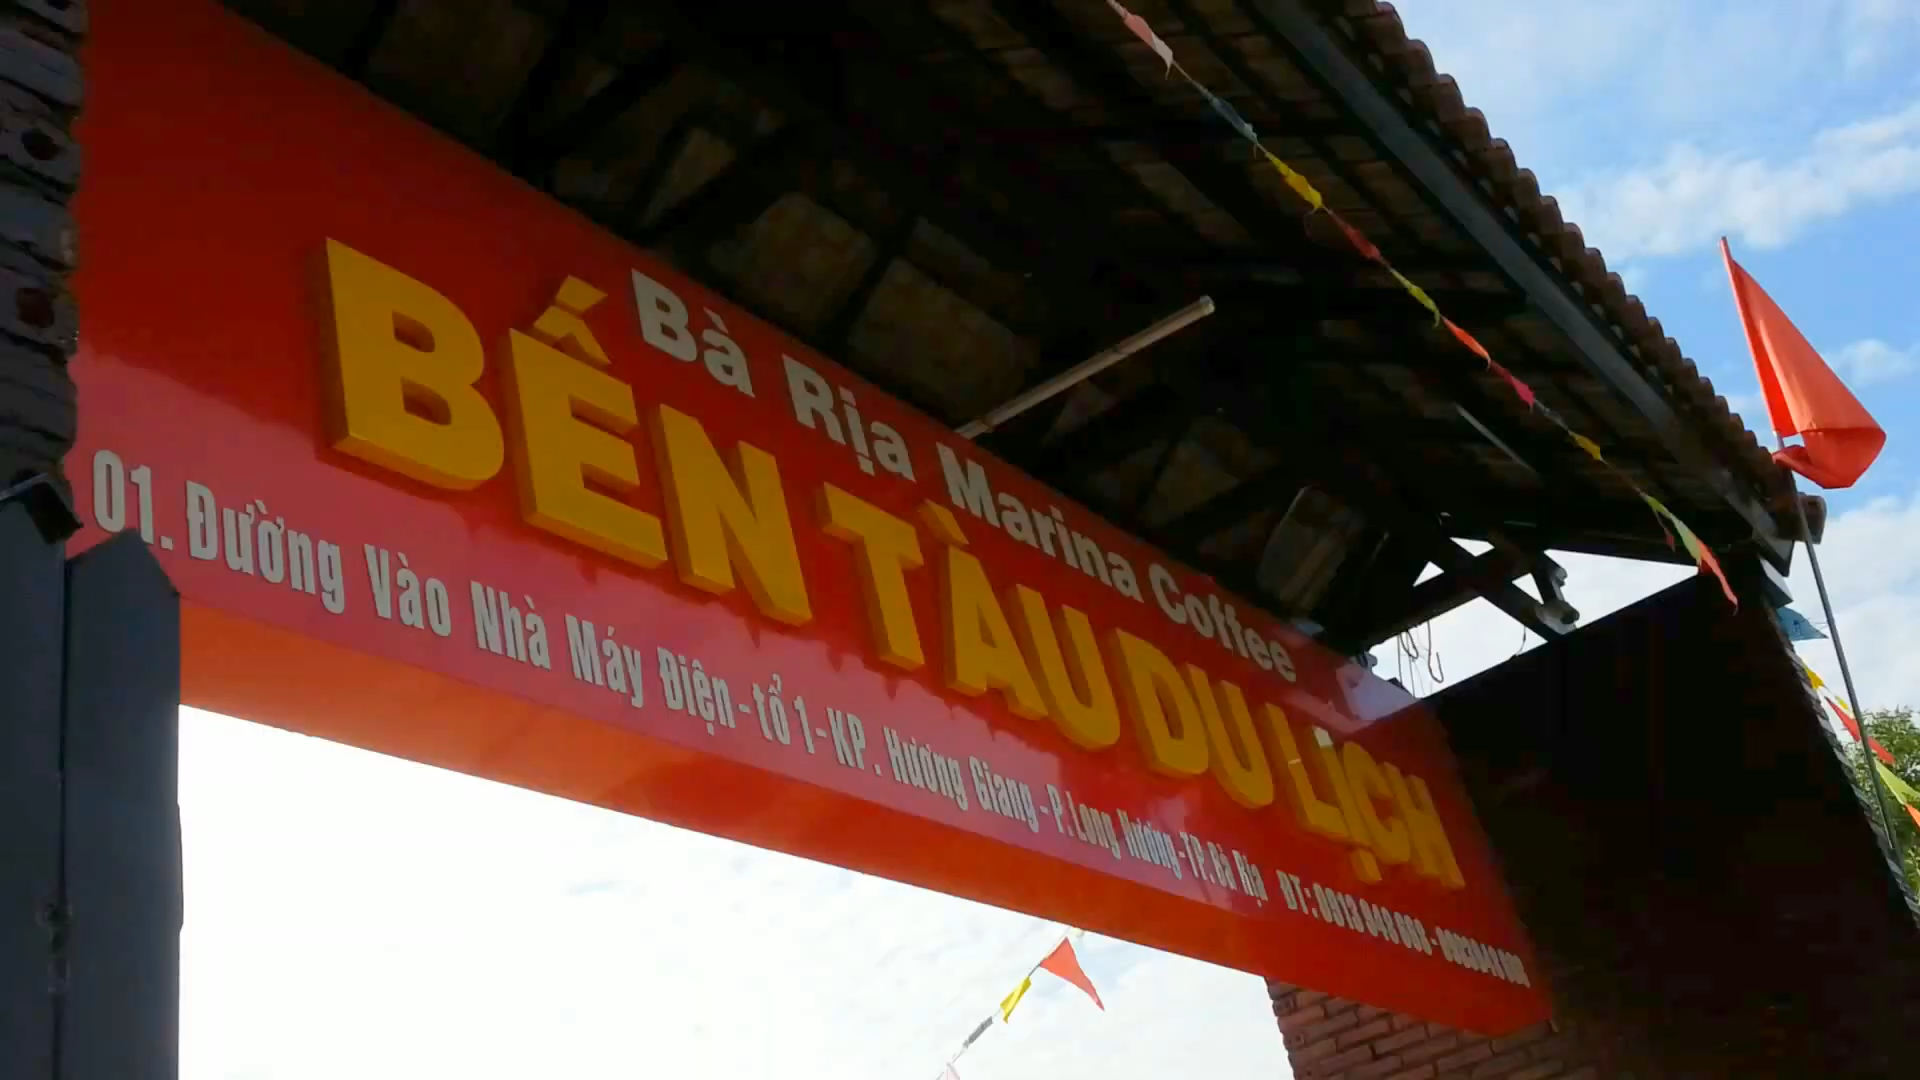 Bà Rịa Marina Coffee
BẾN TÀU DU LỊCH
01. Đường Vào Nhà Máy Điện - tổ 1 - KP. Hương Giang - P. Long Hương - TP. Bà Rịa ĐT: